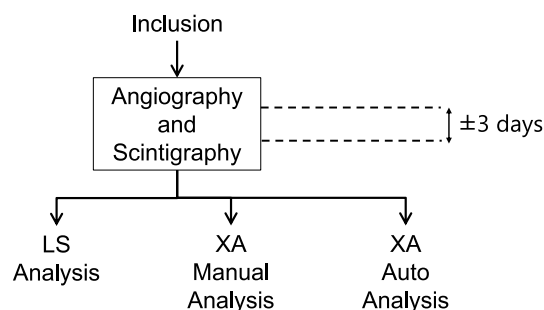 Inclusion
Angiography
and
Scintigraphy
±3 days
LS
Analysis
XA
Manual
Analysis
XA
Auto
Analysis